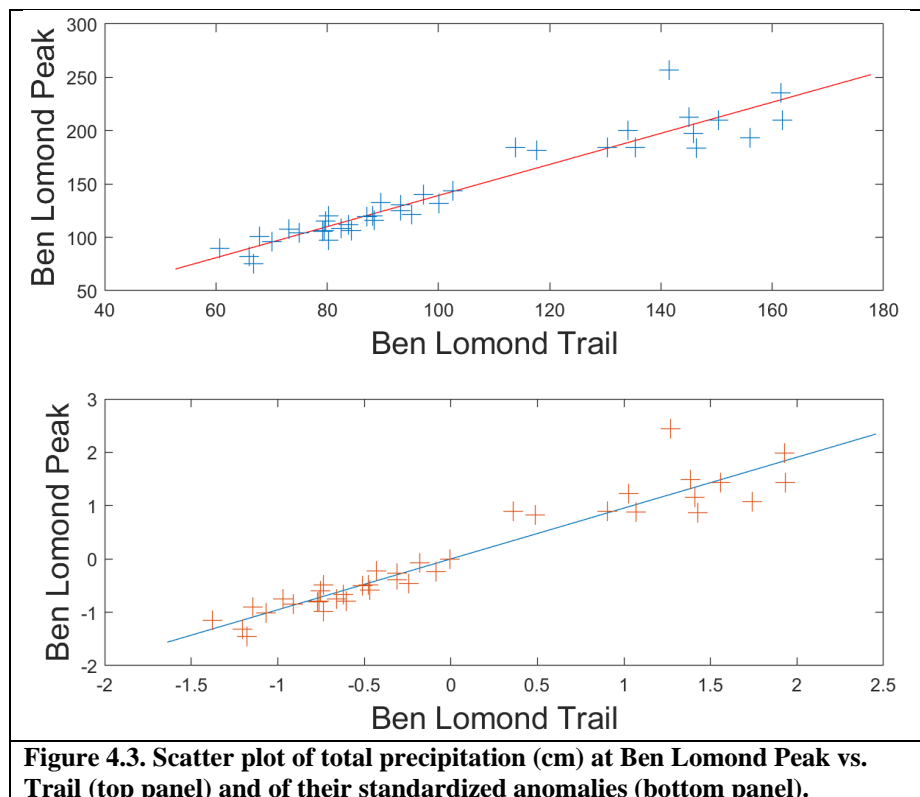 300
250
200
150
100
50
Ben Lomond Peak
40 60 80 100 120 140 160 180
Ben Lomond Trail
3
2
1
0
-1
-2
Ben Lomond Peak
-2 -1.5 -1 -0.5 0 0.5 1 1.5 2 2.5
Ben Lomond Trail
Figure 4.3. Scatter plot of total precipitation (cm) at Ben Lomond Peak vs.
Trail (top panel) and of their standardized anomalies (bottom panel).